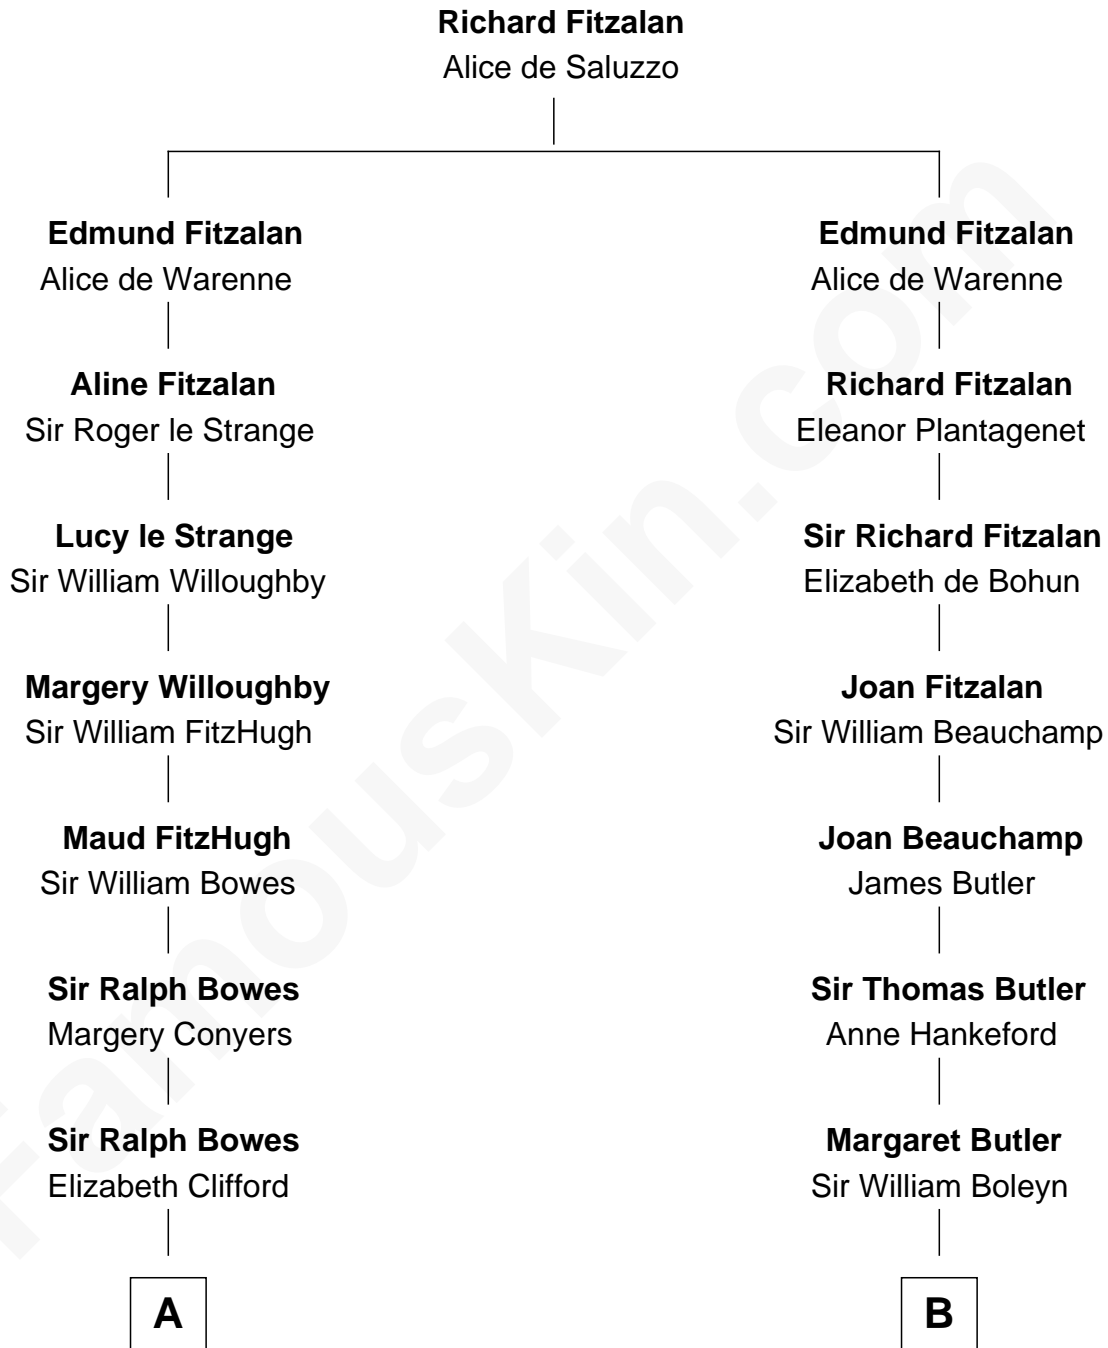 Richard Fitzalan
Alice de Saluzzo
Edmund Fitzalan
Alice de Warenne
Edmund Fitzalan
Alice de Warenne
Aline Fitzalan
Sir Roger le Strange
Richard Fitzalan
Eleanor Plantagenet
Lucy le Strange
Sir William Willoughby
Sir Richard Fitzalan
Elizabeth de Bohun
Margery Willoughby
Sir William FitzHugh
Joan Fitzalan
Sir William Beauchamp
Maud FitzHugh
Sir William Bowes
Joan Beauchamp
James Butler
Sir Ralph Bowes
Margery Conyers
Sir Thomas Butler
Anne Hankeford
Sir Ralph Bowes
Elizabeth Clifford
Margaret Butler
Sir William Boleyn
A
B
FamousKin.com